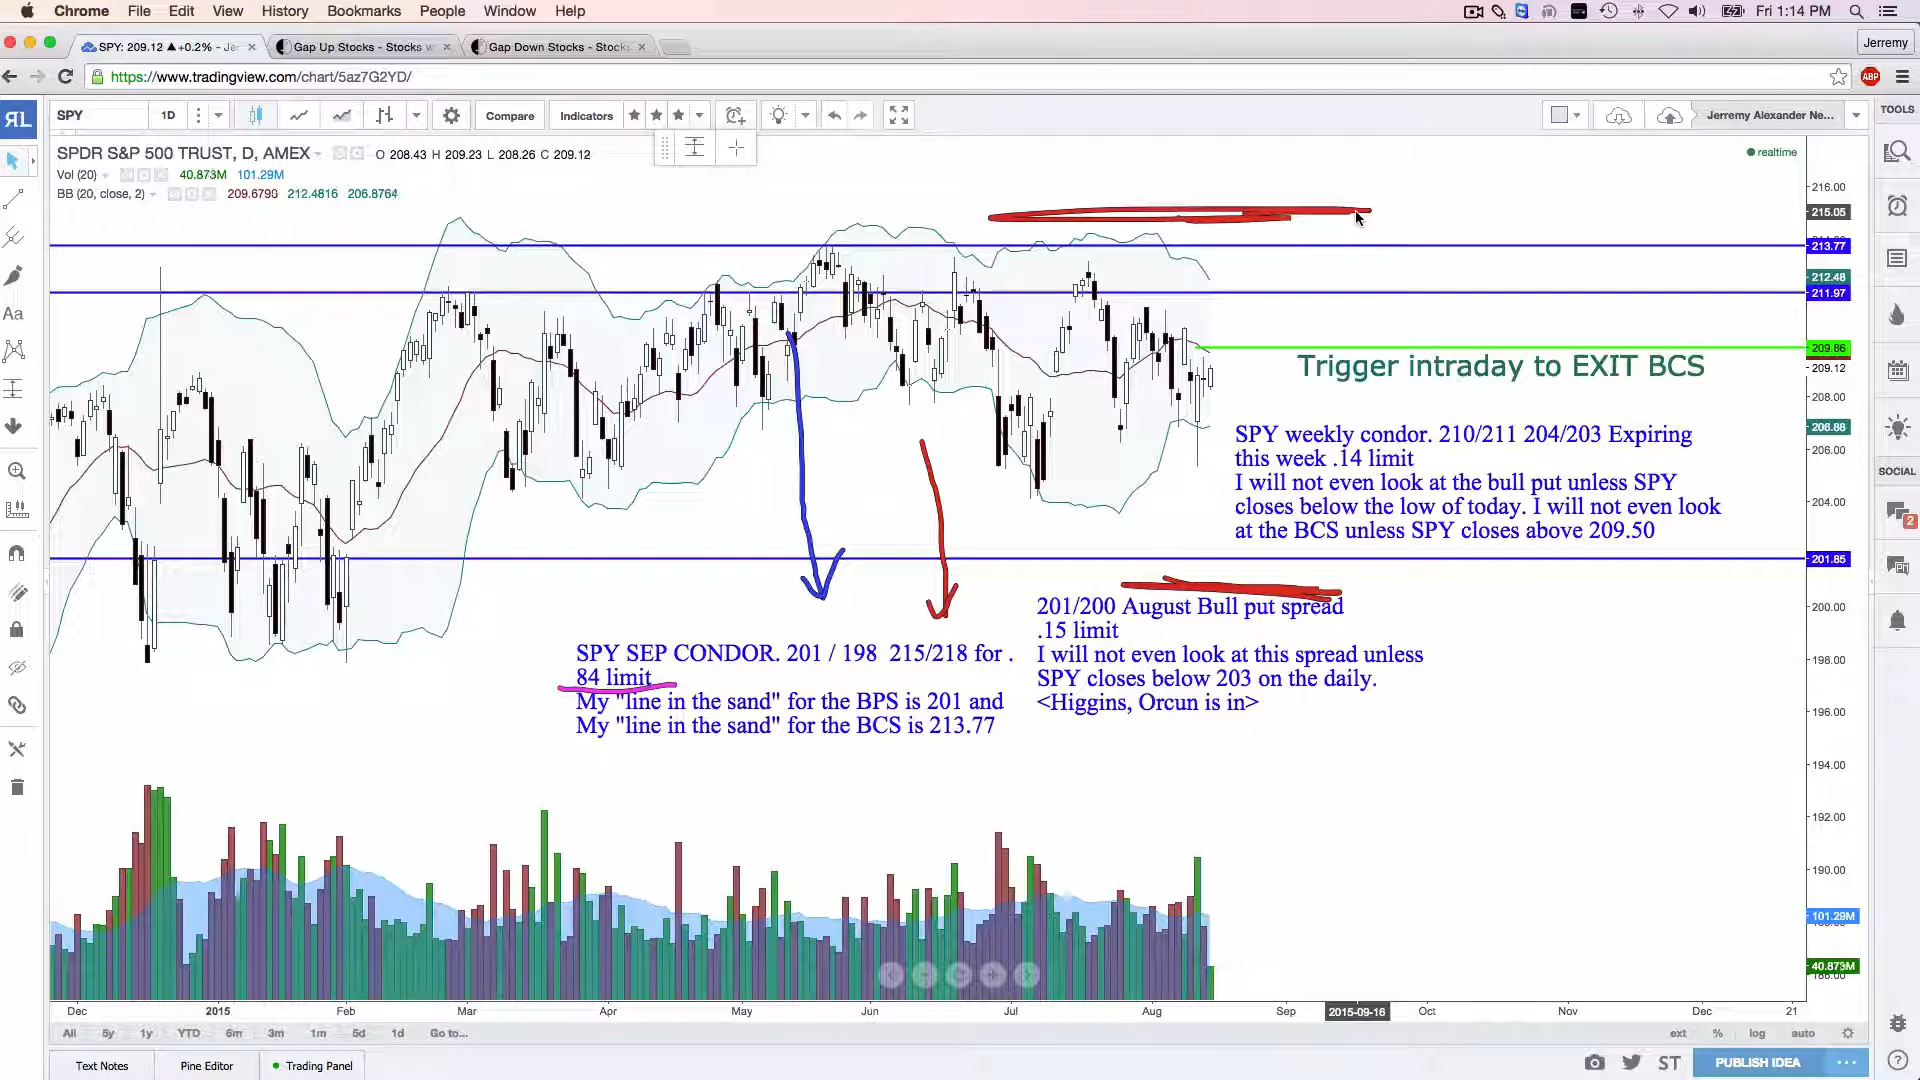 Chrome File Edit View History Bookmarks People Window Help Fri 1:14 PM
SPY: 209.12 ▲ +0.2% - Je Gap Up Stocks - Stocks w Gap Down Stocks - Stocks Jerremy
https://www.tradingview.com/chart/5az7G2YD/ ABP
SPY 1D Compare Indicators Jerremy Alexander Ne... TOOLS
SPDR S&P 500 TRUST, D, AMEX O 208.43 H 209.23 L 208.26 C 209.12 realtime
Vol (20) 40.873M 101.29M
BB (20, close, 2) 209.6790 212.4816 206.8764
216.00
215.05
213.77
212.48
211.97
209.86
209.12
208.00
206.88
206.00
204.00
201.85
200.00
198.00
196.00
194.00
192.00
190.00
101.29M
40.873M
Trigger intraday to EXIT BCS
SPY weekly condor. 210/211 204/203 Expiring
this week .14 limit
I will not even look at the bull put unless SPY
closes below the low of today. I will not even look
at the BCS unless SPY closes above 209.50
SOCIAL
2
201/200 August Bull put spread
.15 limit
I will not even look at this spread unless
SPY closes below 203 on the daily.
<Higgins, Orcun is in>
SPY SEP CONDOR. 201 / 198 215/218 for .
84 limit
My "line in the sand" for the BPS is 201 and
My "line in the sand" for the BCS is 213.77
Dec 2015 Feb Mar Apr May Jun Jul Aug Sep 2015-09-16 Oct Nov Dec 21
All 5y 1y YTD 6m 3m 1m 5d 1d Go to... ext % log auto
Text Notes Pine Editor Trading Panel ST PUBLISH IDEA ...